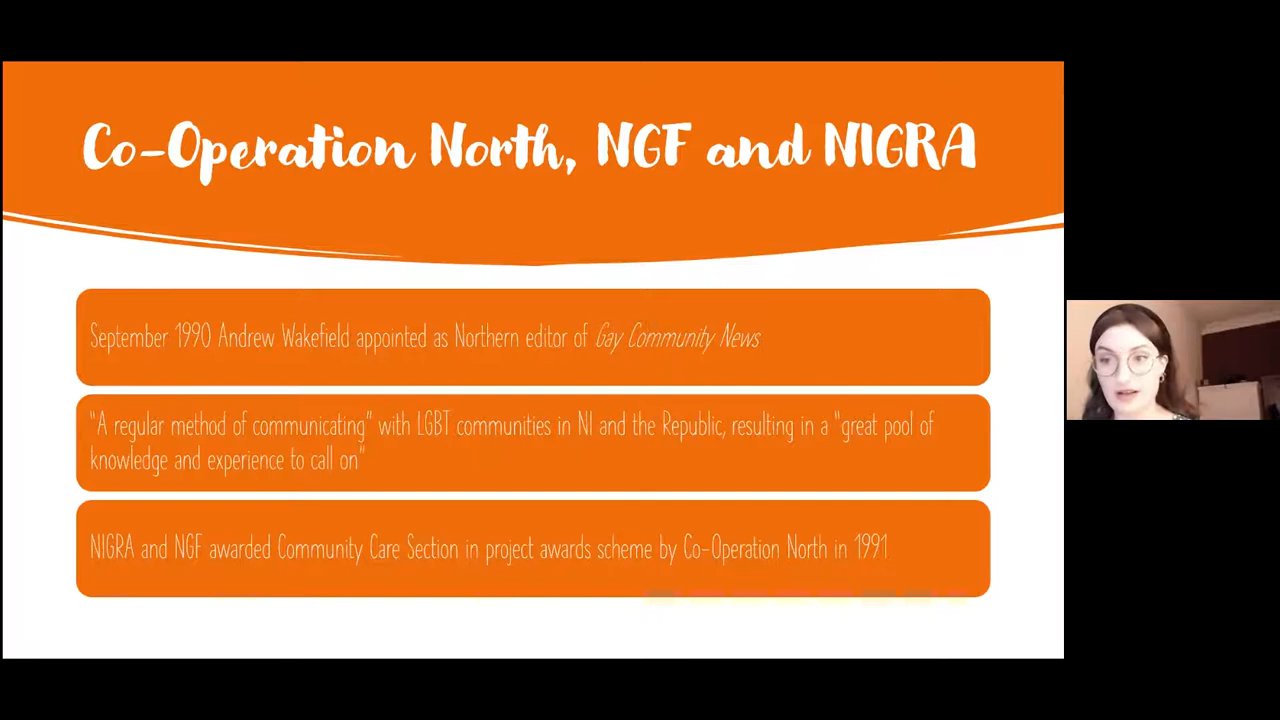 Co-Operation North, NGF and NIGRA
September 1990 Andrew Wakefield appointed as Northern editor of Gay Community News
“A regular method of communicating” with LGBT communities in NI and the Republic, resulting in a “great pool of
knowledge and experience to call on”
NIGRA and NGF awarded Community Care Section in project awards scheme by Co-Operation North in 1991